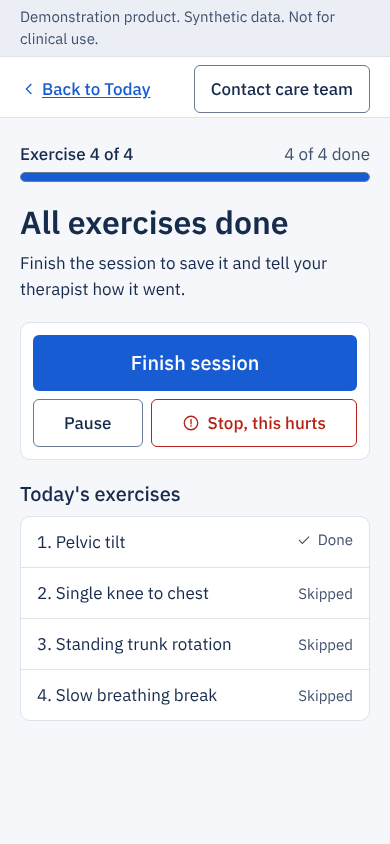 Demonstration product. Synthetic data. Not for
clinical use.
Back to Today
Contact care team
Exercise 4 of 4
4 of 4 done
All exercises done
Finish the session to save it and tell your
therapist how it went.
Finish session
Pause
Stop, this hurts
Today's exercises
1. Pelvic tilt
Done
2. Single knee to chest
Skipped
3. Standing trunk rotation
Skipped
4. Slow breathing break
Skipped